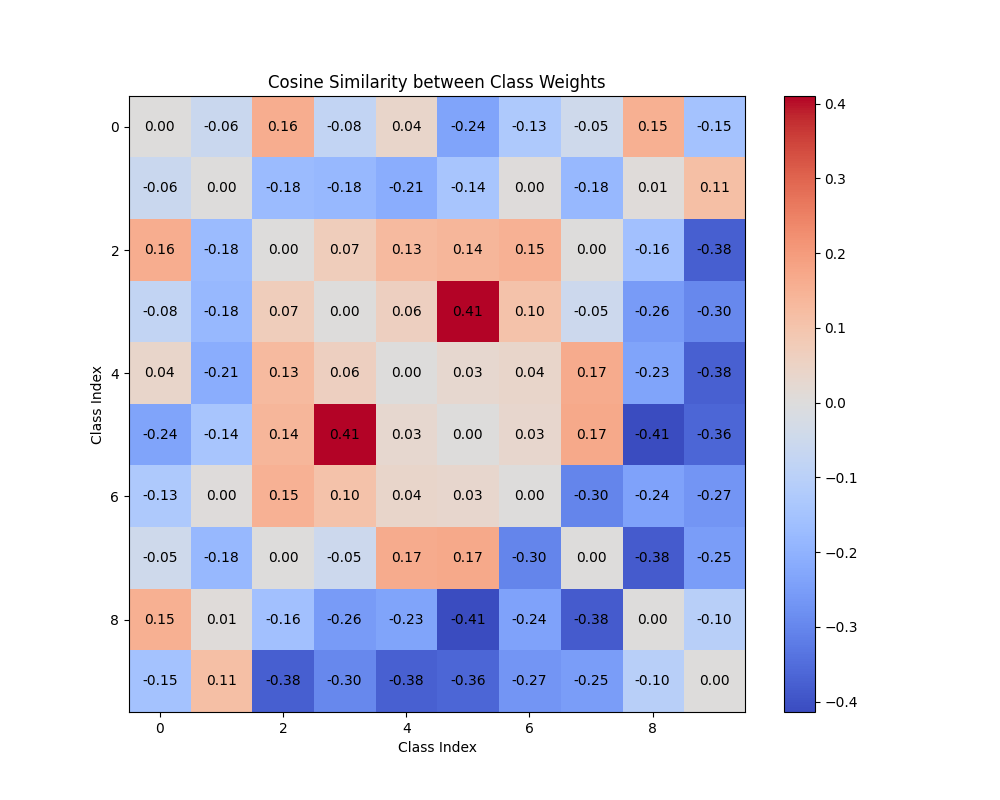 Cosine Similarity between Class Weights
0 0.00 -0.06 0.16 -0.08 0.04 -0.24 -0.13 -0.05 0.15 -0.15
-0.06 0.00 -0.18 -0.18 -0.21 -0.14 0.00 -0.18 0.01 0.11
2 0.16 -0.18 0.00 0.07 0.13 0.14 0.15 0.00 -0.16 -0.38
-0.08 -0.18 0.07 0.00 0.06 0.41 0.10 -0.05 -0.26 -0.30
4 0.04 -0.21 0.13 0.06 0.00 0.03 0.04 0.17 -0.23 -0.38
-0.24 -0.14 0.14 0.41 0.03 0.00 0.03 0.17 -0.41 -0.36
6 -0.13 0.00 0.15 0.10 0.04 0.03 0.00 -0.30 -0.24 -0.27
-0.05 -0.18 0.00 -0.05 0.17 0.17 -0.30 0.00 -0.38 -0.25
8 0.15 0.01 -0.16 -0.26 -0.23 -0.41 -0.24 -0.38 0.00 -0.10
-0.15 0.11 -0.38 -0.30 -0.38 -0.36 -0.27 -0.25 -0.10 0.00
0 2 4 6 8
Class Index
Class Index
0.4
0.3
0.2
0.1
0.0
−0.1
−0.2
−0.3
−0.4